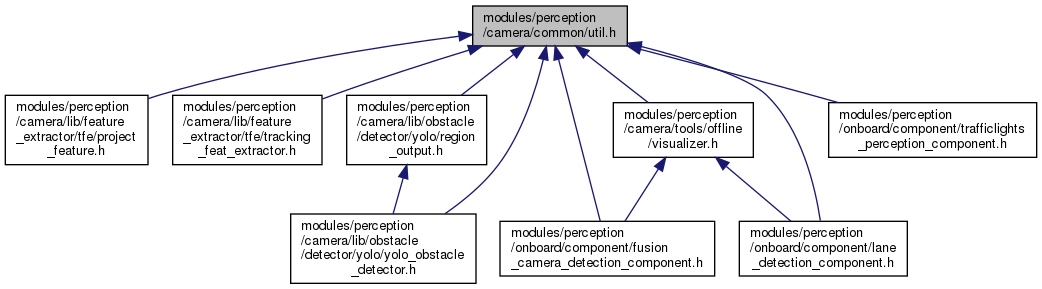 modules/perception
/camera/common/util.h
modules/perception
/camera/lib/feature
_extractor/tfe/project
_feature.h
modules/perception
/camera/lib/feature
_extractor/tfe/tracking
_feat_extractor.h
modules/perception
/camera/lib/obstacle
/detector/yolo/region
_output.h
modules/perception
/camera/tools/offline
/visualizer.h
modules/perception
/onboard/component/trafficlights
_perception_component.h
modules/perception
/camera/lib/obstacle
/detector/yolo/yolo_obstacle
_detector.h
modules/perception
/onboard/component/fusion
_camera_detection_component.h
modules/perception
/onboard/component/lane
_detection_component.h